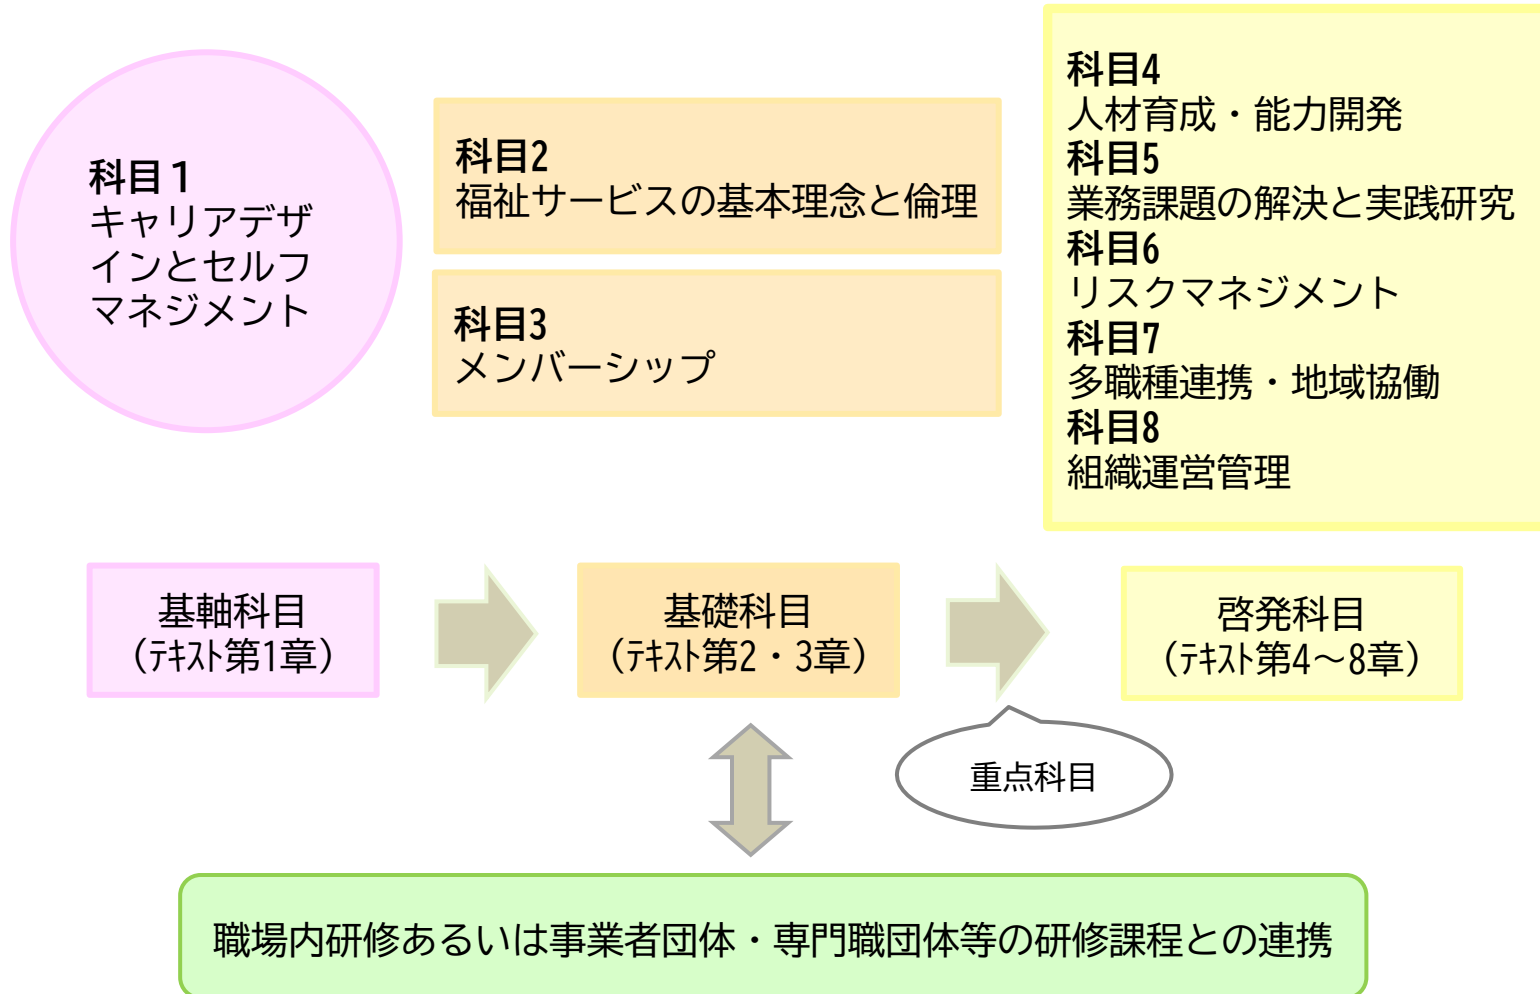 科目１
キャリアデザ
インとセルフ
マネジメント
科目2
福祉サービスの基本理念と倫理
科目3
メンバーシップ
科目4
人材育成・能力開発
科目5
業務課題の解決と実践研究
科目6
リスクマネジメント
科目7
多職種連携・地域協働
科目8
組織運営管理
基軸科目
（ﾃｷｽﾄ第1章）
基礎科目
（ﾃｷｽﾄ第2・3章）
啓発科目
（ﾃｷｽﾄ第4～8章）
重点科目
職場内研修あるいは事業者団体・専門職団体等の研修課程との連携